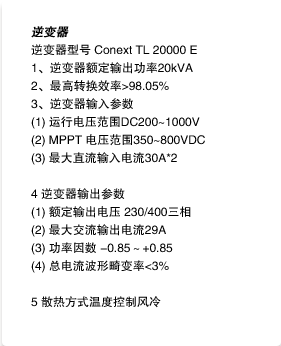 逆变器
逆变器型号 Conext TL 20000 E
1、逆变器额定输出功率20kVA
2、最高转换效率>98.05%
3、逆变器输入参数
(1) 运行电压范围DC200~1000V
(2) MPPT 电压范围350~800VDC
(3) 最大直流输入电流30A*2
4 逆变器输出参数
(1) 额定输出电压 230/400三相
(2) 最大交流输出电流29A
(3) 功率因数 −0.85 ~ +0.85
(4) 总电流波形畸变率<3%
5 散热方式温度控制风冷